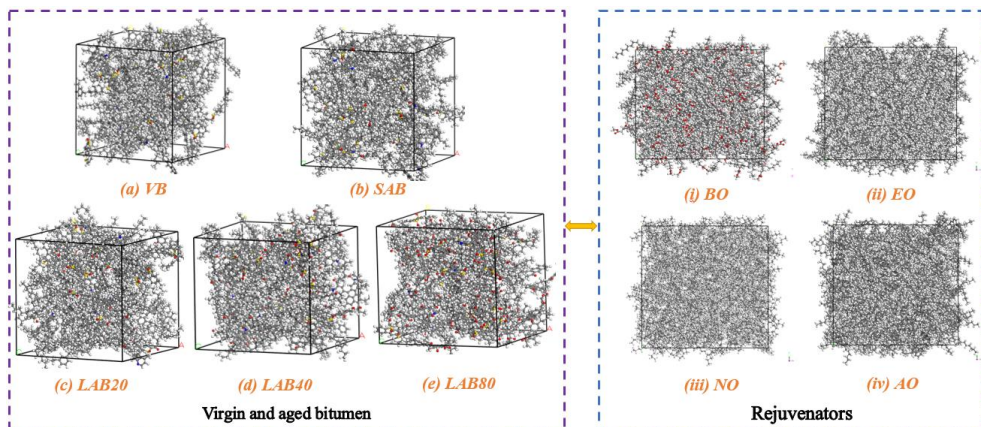 (a) VB
(b) SAB
(i) BO
(ii) EO
(c) LAB20
(d) LAB40
(e) LAB80
(iii) NO
(iv) AO
Virgin and aged bitumen
Rejuvenators